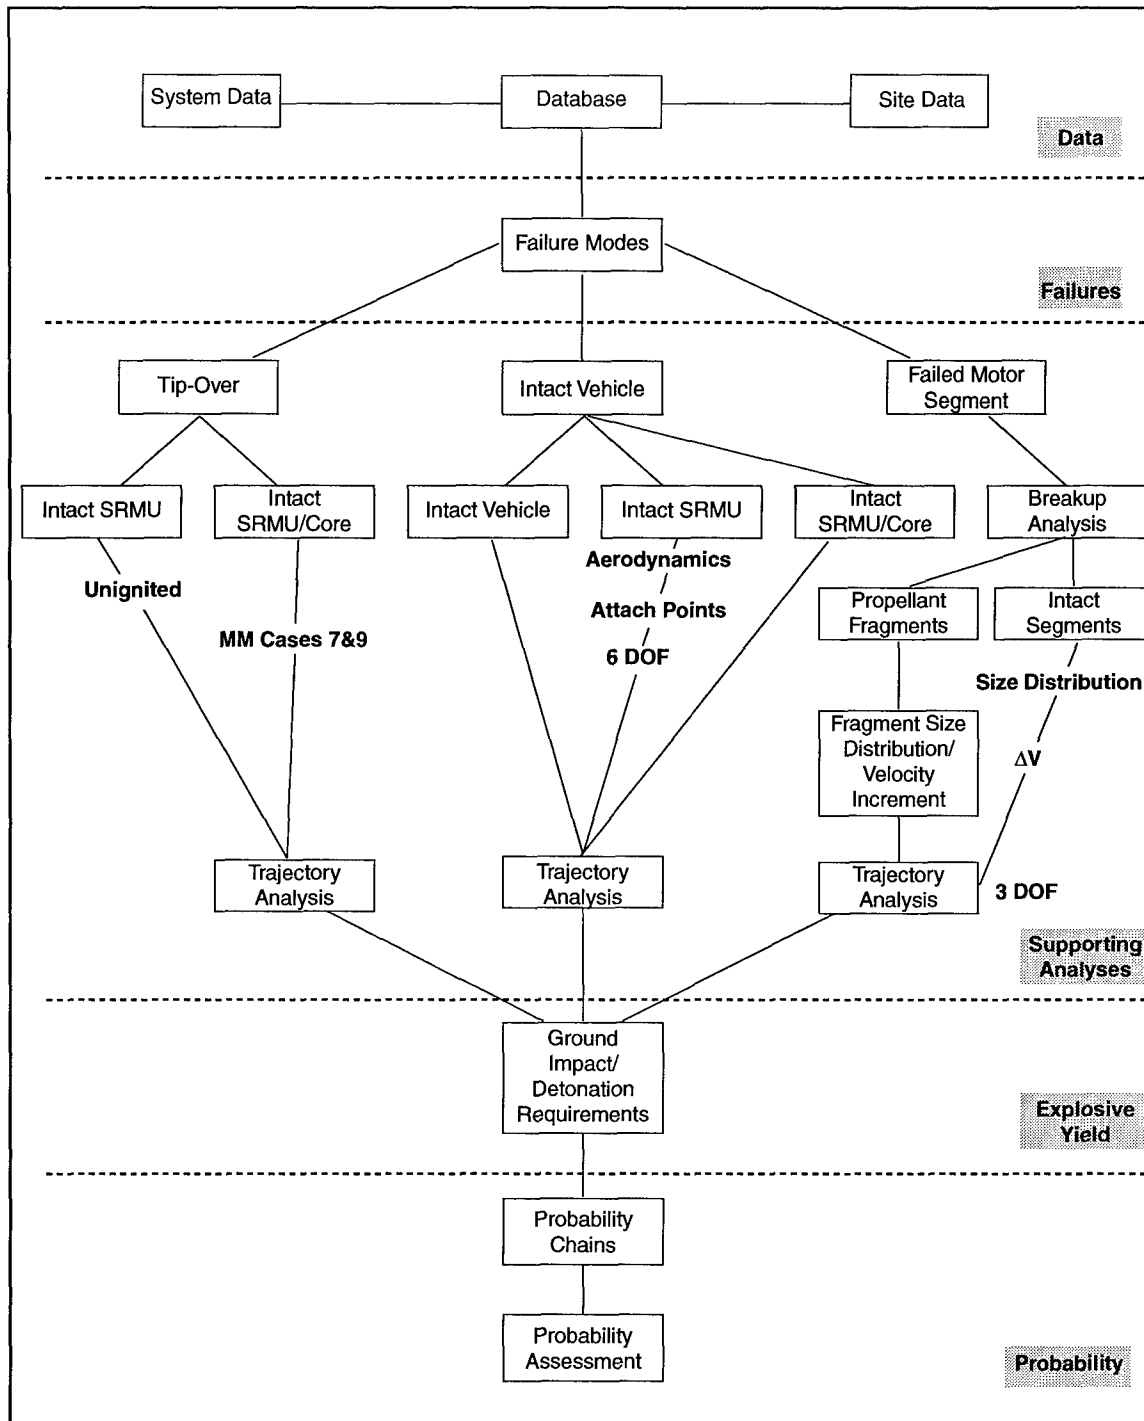 System Data
Database
Site Data
Data
Failure Modes
Failures
Tip-Over
Intact Vehicle
Failed Motor
Segment
Intact SRMU
Intact
SRMU/Core
Intact Vehicle
Intact SRMU
Intact
SRMU/Core
Breakup
Analysis
Unignited
MM Cases 7&9
Aerodynamics
Attach Points
6 DOF
Propellant
Fragments
Intact
Segments
Size Distribution
Fragment Size
Distribution/
Velocity
Increment
ΔV
Trajectory
Analysis
Trajectory
Analysis
Trajectory
Analysis
3 DOF
Supporting
Analyses
Ground
Impact/
Detonation
Requirements
Explosive
Yield
Probability
Chains
Probability
Assessment
Probability